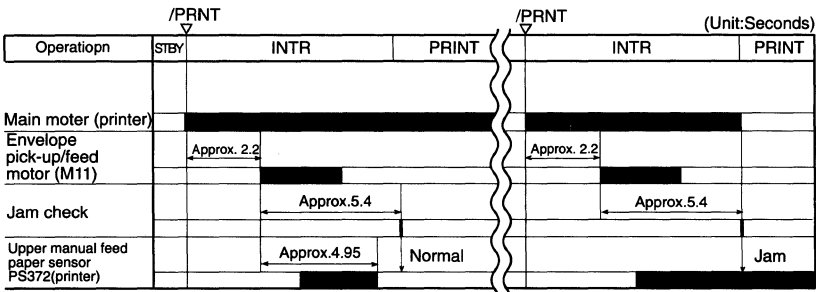 /PRNT /PRNT
(Unit:Seconds)
Operatiopn STBY INTR PRINT INTR PRINT
Main moter (printer)
Envelope
pick-up/feed
motor (M11)
Approx. 2.2 Approx. 2.2
Jam check
Approx.5.4 Approx.5.4
Upper manual feed
paper sensor
PS372(printer)
Approx.4.95 Normal Jam